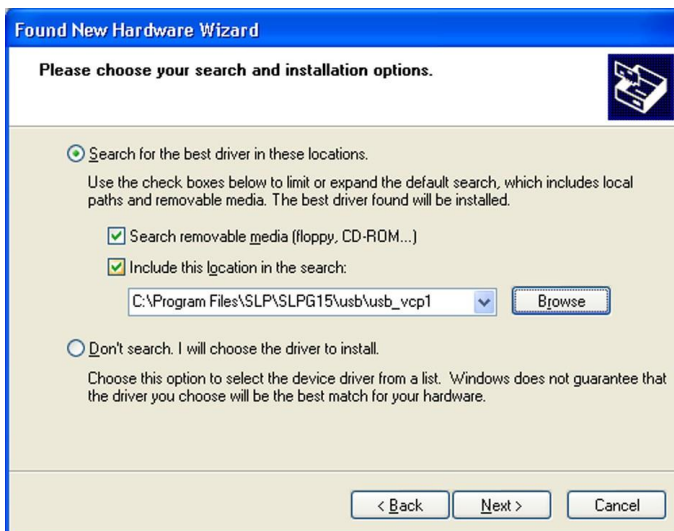 Found New Hardware Wizard
Please choose your search and installation options.
Search for the best driver in these locations.
Use the check boxes below to limit or expand the default search, which includes local
paths and removable media. The best driver found will be installed.
Search removable media (floppy, CD-ROM...)
Include this location in the search:
C:\Program Files\SLP\SLPG15\usb\usb_vcp1
Browse
Don't search. I will choose the driver to install.
Choose this option to select the device driver from a list. Windows does not guarantee that
the driver you choose will be the best match for your hardware.
< Back
Next >
Cancel